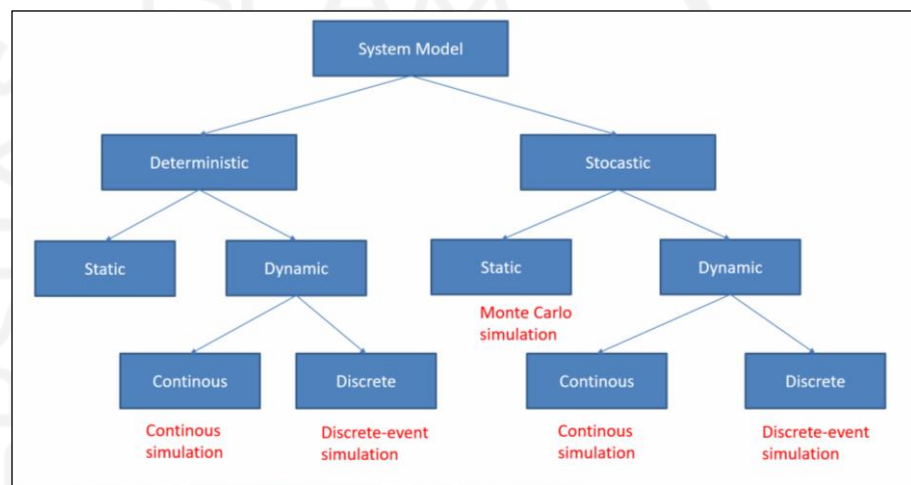 System Model
Deterministic
Stocastic
Static
Dynamic
Static
Dynamic
Monte Carlo
simulation
Continous
Discrete
Continous
Discrete
Continous
simulation
Discrete-event
simulation
Continous
simulation
Discrete-event
simulation